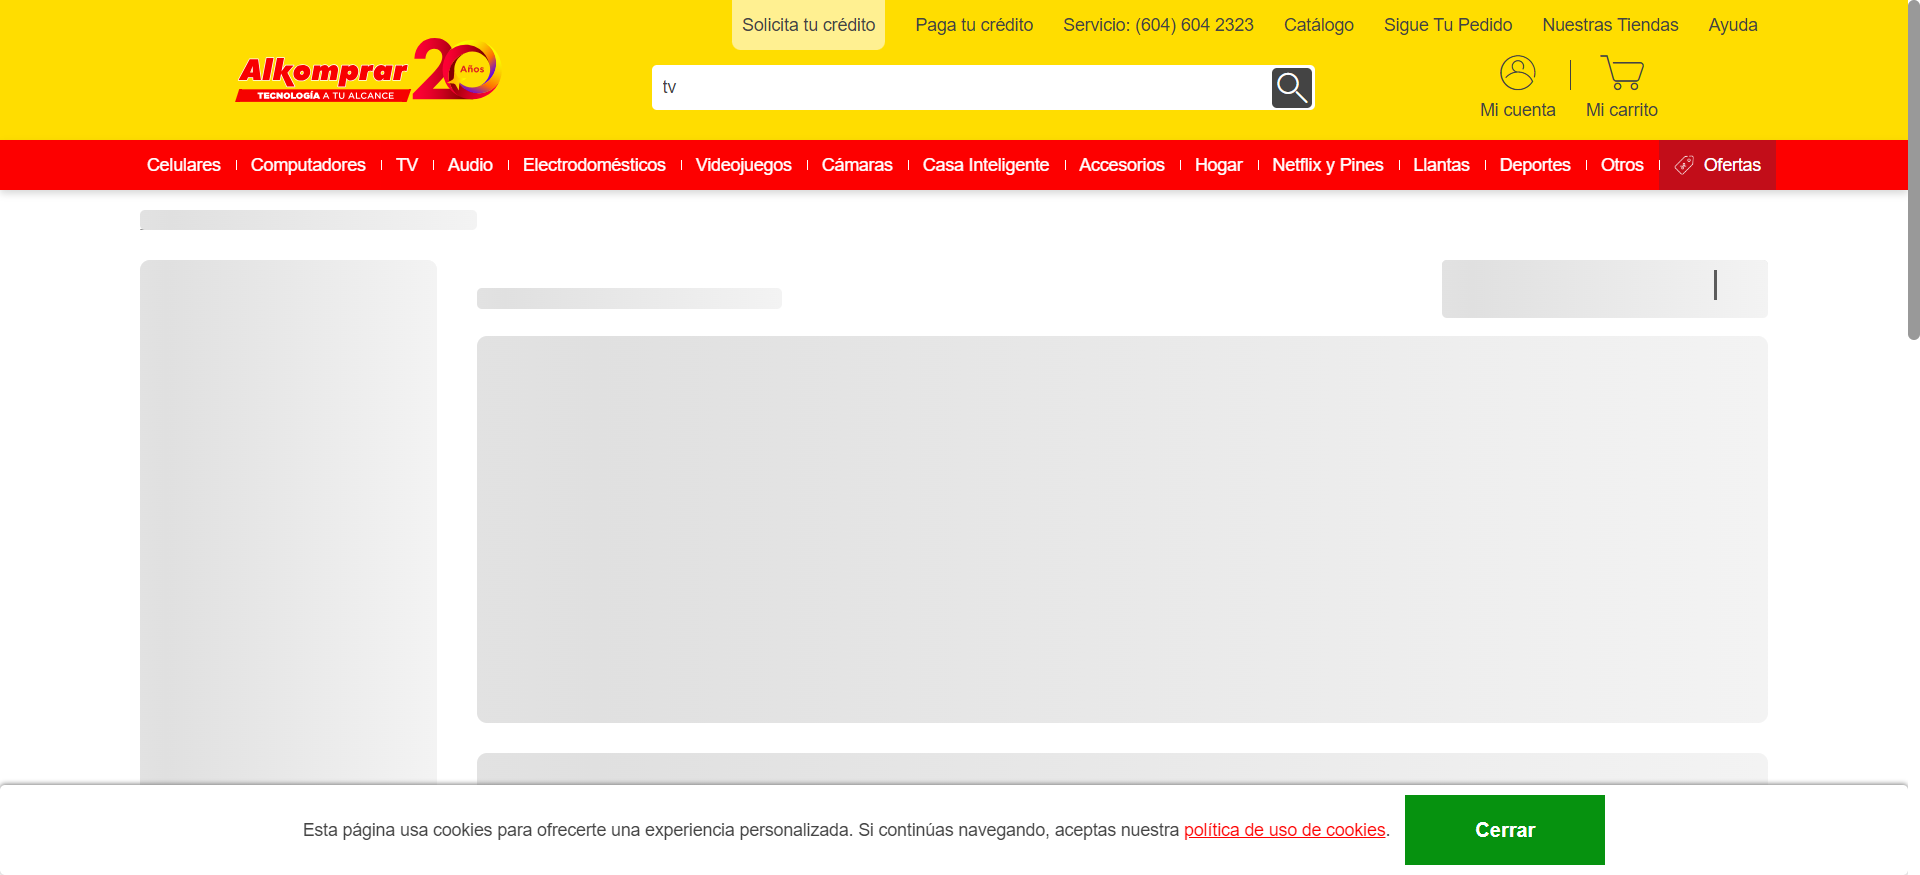 Solicita tu crédito Paga tu crédito Servicio: (604) 604 2323 Catálogo Sigue Tu Pedido Nuestras Tiendas Ayuda
Alkomprar 20 Años
TECNOLOGÍA A TU ALCANCE
tv
Mi cuenta Mi carrito
Celulares Computadores TV Audio Electrodomésticos Videojuegos Cámaras Casa Inteligente Accesorios Hogar Netflix y Pines Llantas Deportes Otros Ofertas
Esta página usa cookies para ofrecerte una experiencia personalizada. Si continúas navegando, aceptas nuestra política de uso de cookies. Cerrar